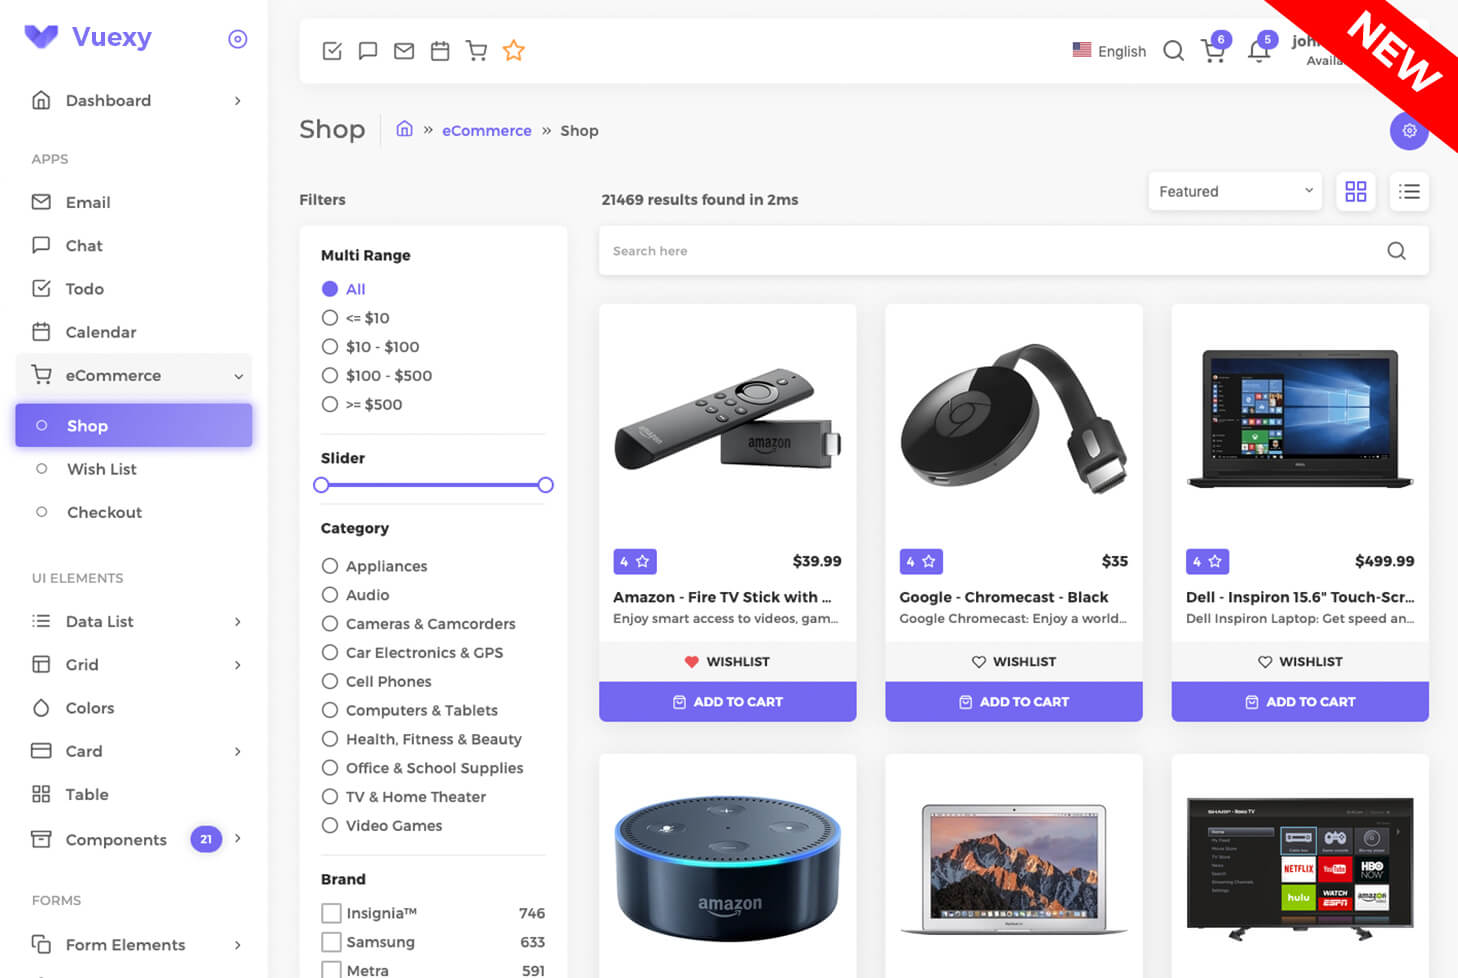 Vuexy
Dashboard
APPS
Email
Chat
Todo
Calendar
eCommerce
Shop
Wish List
Checkout
UI ELEMENTS
Data List
Grid
Colors
Card
Table
Components 21
FORMS
Form Elements
English
6
5
NEW
Shop
» eCommerce » Shop
Filters
21469 results found in 2ms
Featured
Search here
Multi Range
All
<= $10
$10 - $100
$100 - $500
>= $500
Slider
Category
Appliances
Audio
Cameras & Camcorders
Car Electronics & GPS
Cell Phones
Computers & Tablets
Health, Fitness & Beauty
Office & School Supplies
TV & Home Theater
Video Games
Brand
Insignia™ 746
Samsung 633
Metra 591
amazon
amazon
4 $39.99
Amazon - Fire TV Stick with ...
Enjoy smart access to videos, gam...
WISHLIST
ADD TO CART
4 $35
Google - Chromecast - Black
Google Chromecast: Enjoy a world...
WISHLIST
ADD TO CART
4 $499.99
Dell - Inspiron 15.6" Touch-Scr...
Dell Inspiron Laptop: Get speed an...
WISHLIST
ADD TO CART
amazon
SHARP - Roku TV
NETFLIX
YouTube
HBO
NOW
hulu
WATCH
ESPN
amazon